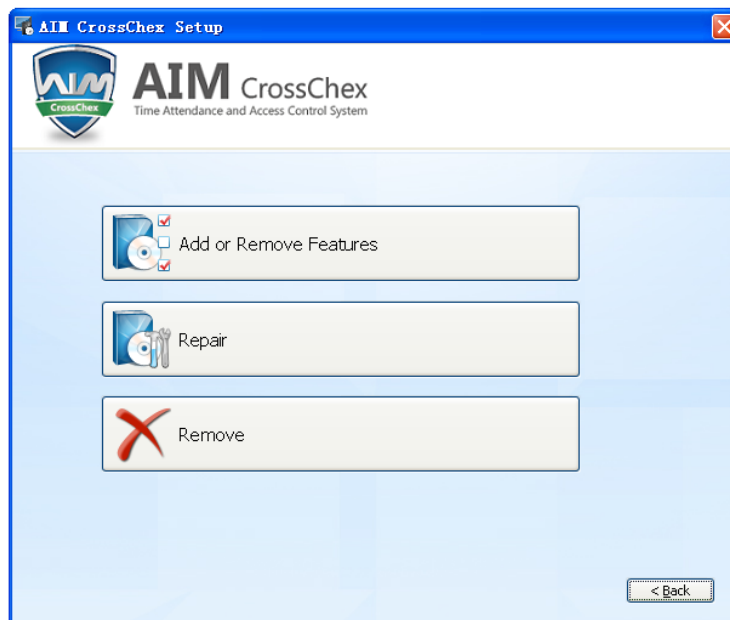 AIM CrossChex Setup
AIM
CrossChex
AIM CrossChex
Time Attendance and Access Control System
Add or Remove Features
Repair
Remove
< Back